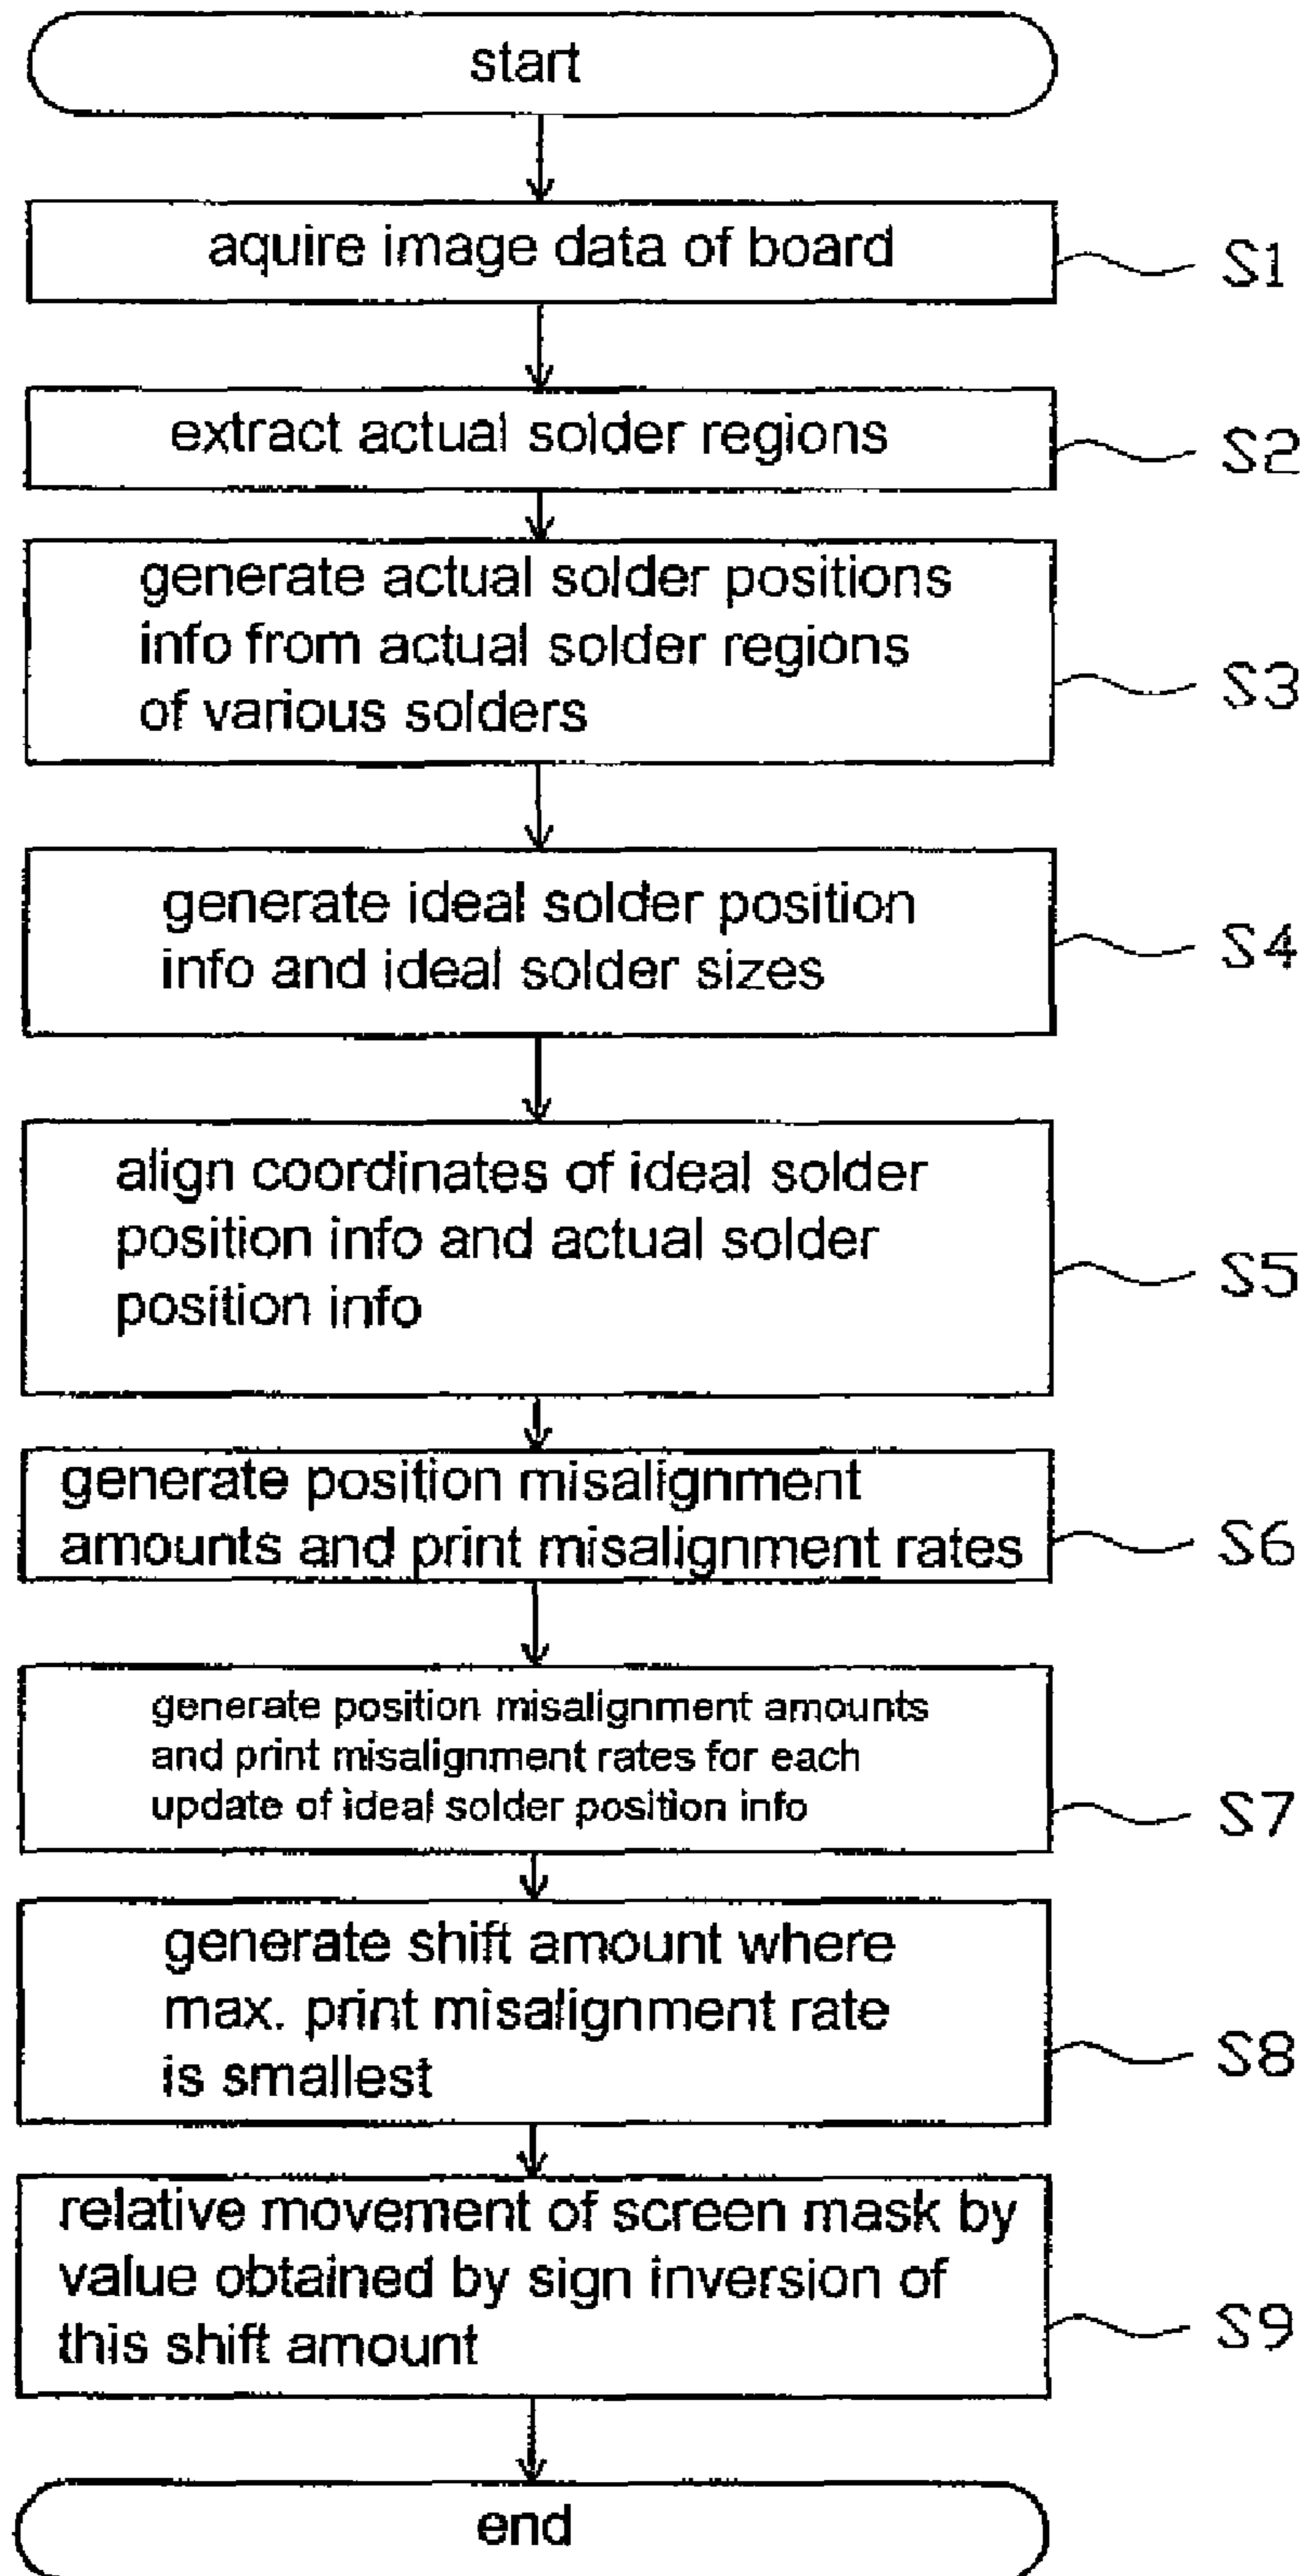 start
aquire image data of board
S1
extract actual solder regions
S2
generate actual solder positions
info from actual solder regions
of various solders
S3
generate ideal solder position
info and ideal solder sizes
S4
align coordinates of ideal solder
position info and actual solder
position info
S5
generate position misalignment
amounts and print misalignment rates
S6
generate position misalignment amounts
and print misalignment rates for each
update of ideal solder position info
S7
generate shift amount where
max. print misalignment rate
is smallest
S8
relative movement of screen mask by
value obtained by sign inversion of
this shift amount
S9
end